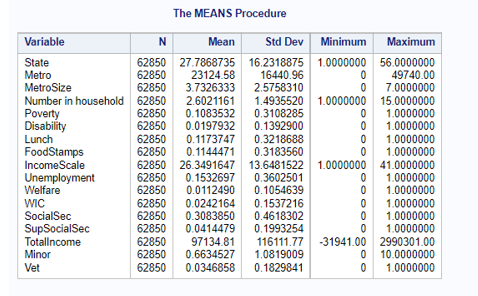 The MEANS Procedure
Variable N Mean Std Dev Minimum Maximum
State 62850 27.7868735 16.2318875 1.0000000 56.0000000
Metro 62850 23124.58 16440.96 0 49740.00
MetroSize 62850 3.7326333 2.5758310 0 7.0000000
Number in household 62850 2.6021161 1.4935520 1.0000000 15.0000000
Poverty 62850 0.1083532 0.3108285 0 1.0000000
Disability 62850 0.0197932 0.1392900 0 1.0000000
Lunch 62850 0.1173747 0.3218688 0 1.0000000
FoodStamps 62850 0.1144471 0.3183560 0 1.0000000
IncomeScale 62850 26.3491647 13.6481522 1.0000000 41.0000000
Unemployment 62850 0.1532697 0.3602501 0 1.0000000
Welfare 62850 0.0112490 0.1054639 0 1.0000000
WIC 62850 0.0242164 0.1537216 0 1.0000000
SocialSec 62850 0.3083850 0.4618302 0 1.0000000
SupSocialSec 62850 0.0414479 0.1993254 0 1.0000000
TotalIncome 62850 97134.81 116111.77 -31941.00 2990301.00
Minor 62850 0.6634527 1.0819009 0 10.0000000
Vet 62850 0.0346858 0.1829841 0 1.0000000